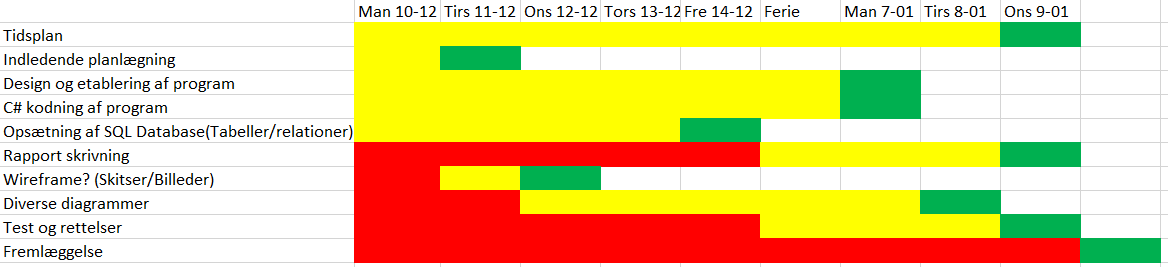 Man 10-12 Tirs 11-12 Ons 12-12 Tors 13-12 Fre 14-12 Ferie Man 7-01 Tirs 8-01 Ons 9-01
Tidsplan
Indledende planlægning
Design og etablering af program
C# kodning af program
Opsætning af SQL Database(Tabeller/relationer)
Rapport skrivning
Wireframe? (Skitser/Billeder)
Diverse diagrammer
Test og rettelser
Fremlæggelse